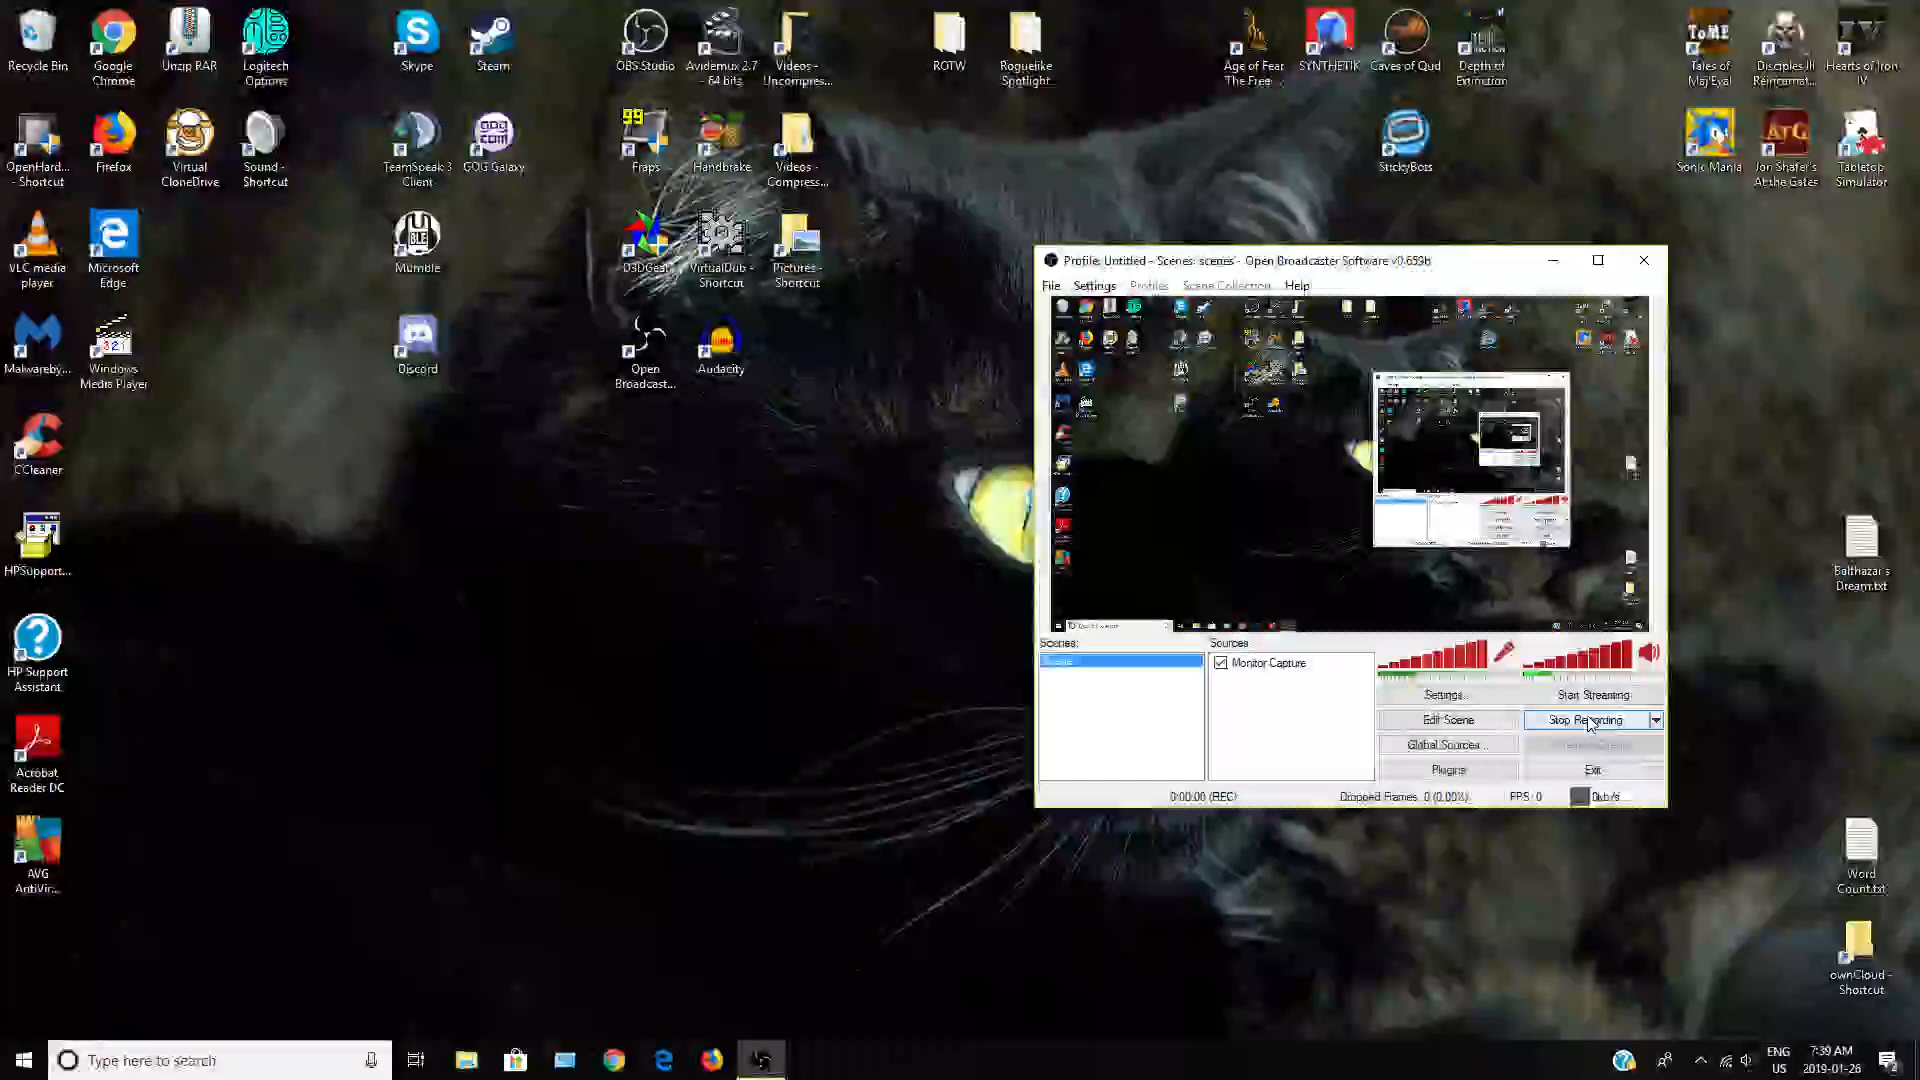 Recycle Bin
Google
Chrome
Unzip RAR
Logitech
Options
Skype
Steam
OBS Studio
Avidemux 2.7
- 64 bits
Videos -
Uncompres...
ROTW
Roguelike
Spotlight
Age of Fear
The Free ...
SYNTHETIK
Caves of Qud
Depth of
Extinction
Tales of
Maj'Eyal
Disciples III
Reincarnat...
Hearts of Iron
IV
OpenHard...
- Shortcut
Firefox
Virtual
CloneDrive
Sound -
Shortcut
TeamSpeak 3
Client
GOG Galaxy
99
Fraps
Handbrake
Videos -
Compress...
StickyBots
Sonic Mania
Jon Shafer's
At the Gates
Tabletop
Simulator
VLC media
player
Microsoft
Edge
Mumble
D3DGear
VirtualDub -
Shortcut
Pictures -
Shortcut
Malwareby...
Windows
Media Player
Discord
Open
Broadcast...
Audacity
CCleaner
HPSupport...
HP Support
Assistant
Acrobat
Reader DC
AVG
AntiVir...
Balthazar's
Dream.txt
Word
Count.txt
ownCloud -
Shortcut
Profile: Untitled - Scenes: scenes - Open Broadcaster Software v0.659b
File Settings Profiles Scene Collection Help
Scenes:
Sources
Monitor Capture
Settings...
Start Streaming
Edit Scene
Stop Recording
Global Sources...
Plugins
Exit
0:00:00 (REC)
Dropped Frames 0 (0.00%)
FPS: 0
0kb/s
Type here to search
ENG
US
7:39 AM
2019-01-26
2